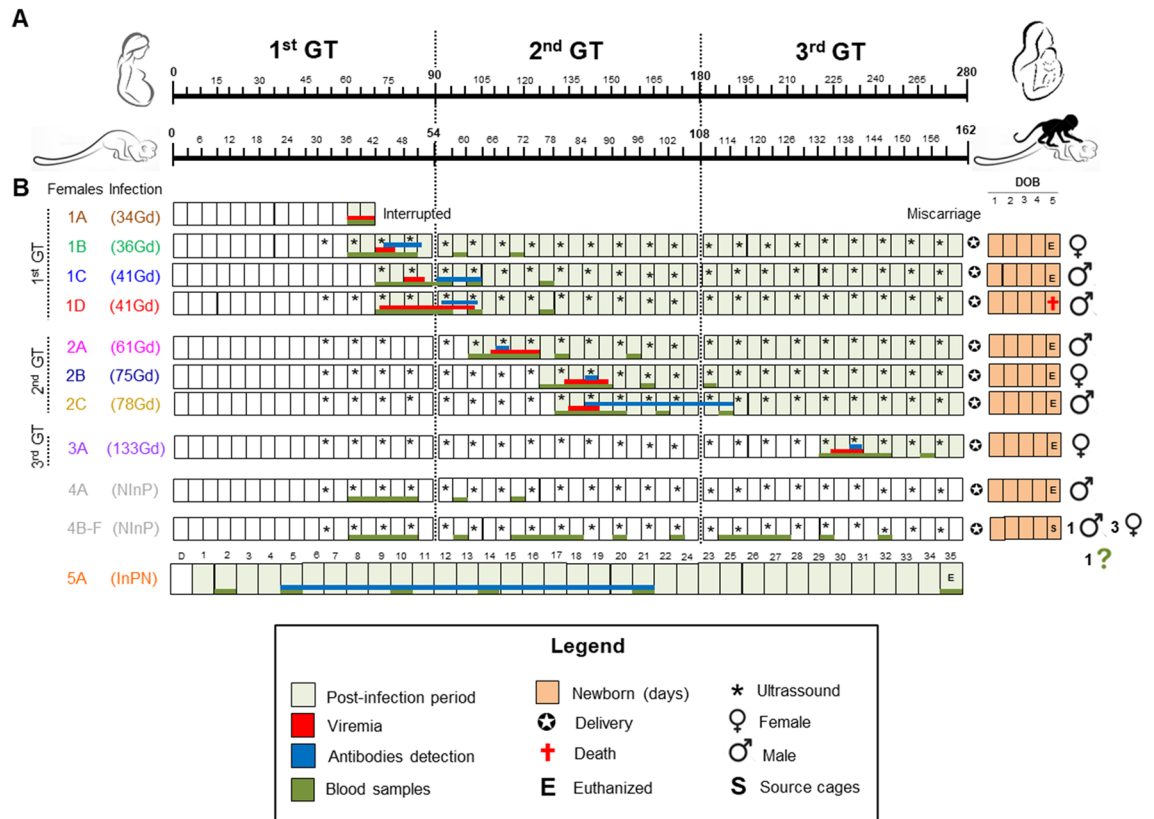 A
1st GT 2nd GT 3rd GT
0 15 30 45 60 75 90 105 120 135 150 165 180 195 210 225 240 265 280
0 6 12 18 24 30 36 42 48 54 60 66 72 78 84 90 96 102 108 114 120 126 132 138 144 150 156 162
B Females Infection DOB
1 2 3 4 5
1st GT
1A (34Gd) Interrupted Miscarriage
1B (36Gd) * * * * * * * * * * * * * * * * * * * * * * E ♀
1C (41Gd) * * * * * * * * * * * * * * * * * * * * E ♂
1D (41Gd) * * * * * * * * * * * * * * * * * * * * * * ✝ ♂
2nd GT
2A (61Gd) * * * * * * * * * * * * * * * * * * * * * * E ♂
2B (75Gd) * * * * * * * * * * * * * * * * * * * * * * E ♀
2C (78Gd) * * * * * * * * * * * * * * * * * * * * * * E ♂
3rd GT
3A (133Gd) * * * * * * * * * * * * * * * * * * * * * * E ♀
4A (NInP) * * * * * * * * * * * * * * * * * * * * * * E ♂
4B-F (NInP) * * * * * * * * * * * * * * * * * * * * * * S 1 ♂ 3 ♀
1 ?
D 1 2 3 4 5 6 7 8 9 10 11 12 13 14 15 16 17 18 19 20 21 22 24 23 25 26 27 28 29 30 31 32 33 34 35
5A (InPN) E
Legend
Post-infection period
Viremia
Antibodies detection
Blood samples
Newborn (days)
✪ Delivery
✝ Death
E Euthanized
* Ultrassound
♀ Female
♂ Male
S Source cages